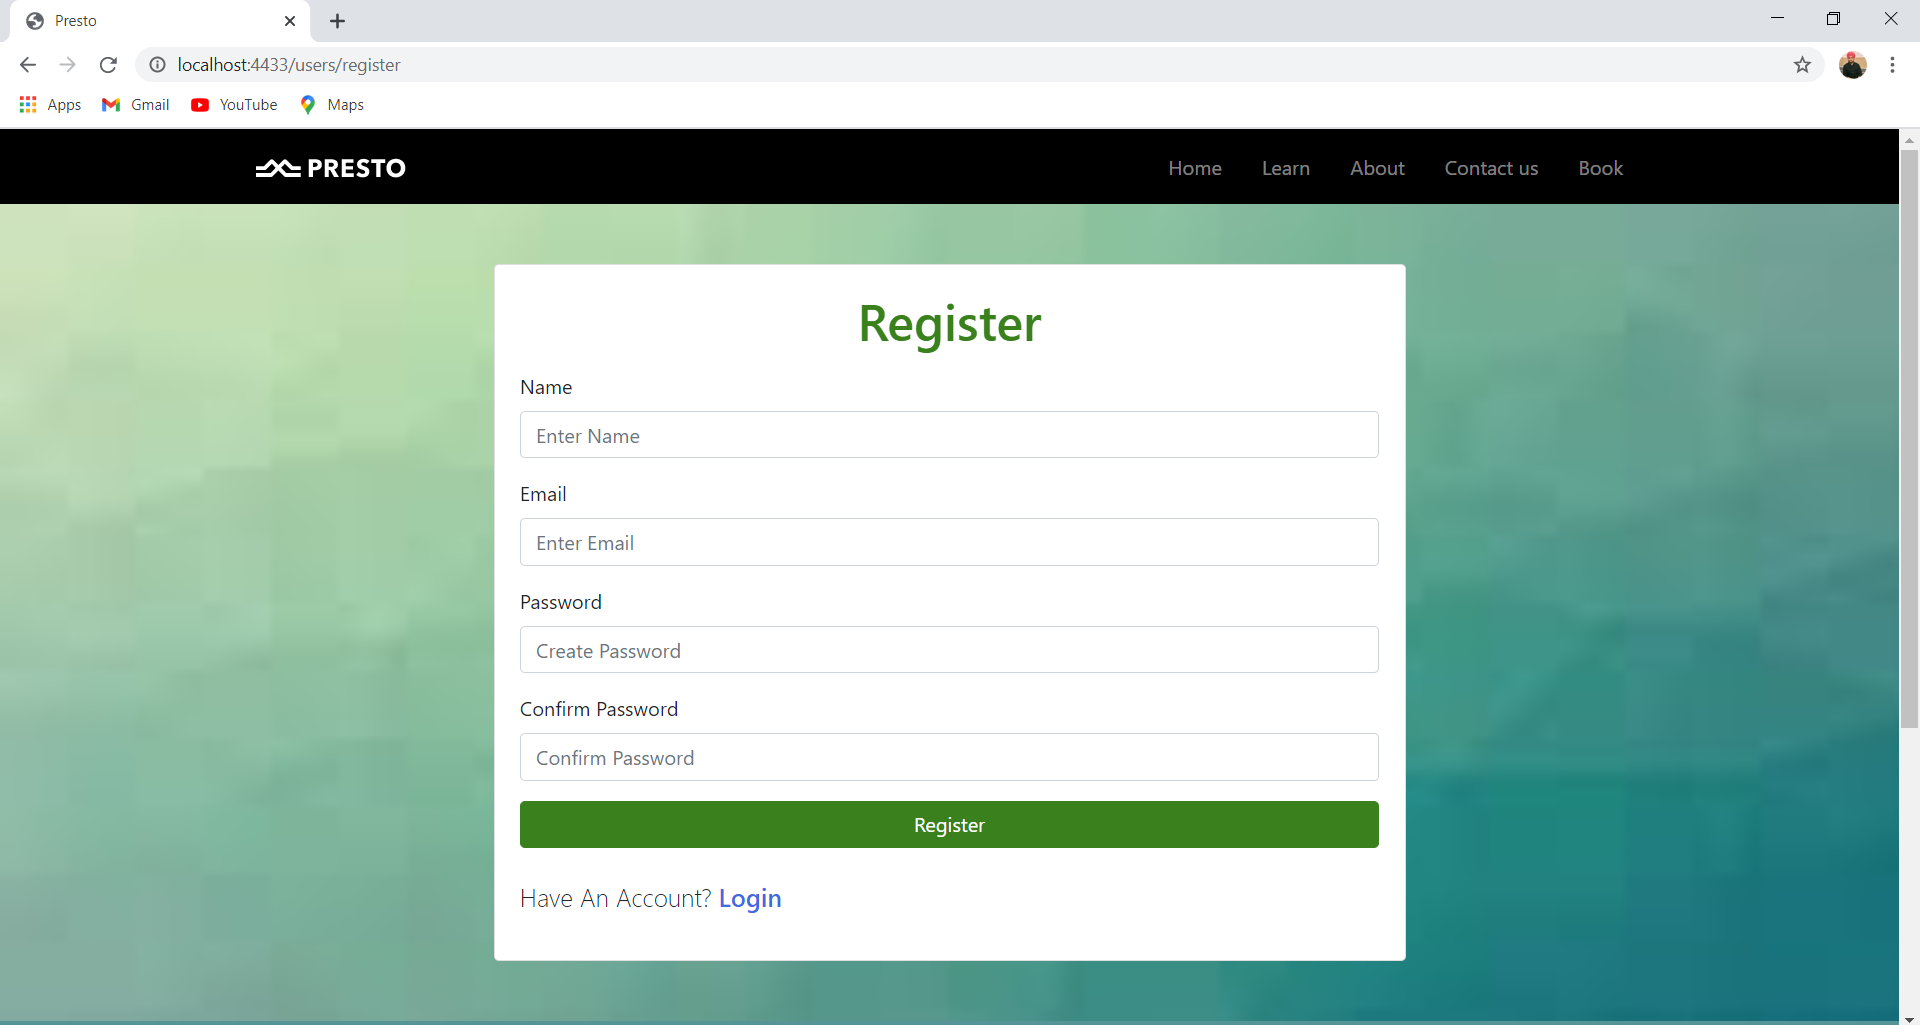 Presto
localhost:4433/users/register
Apps Gmail YouTube Maps
PRESTO Home Learn About Contact us Book
Register
Name
Enter Name
Email
Enter Email
Password
Create Password
Confirm Password
Confirm Password
Register
Have An Account? Login